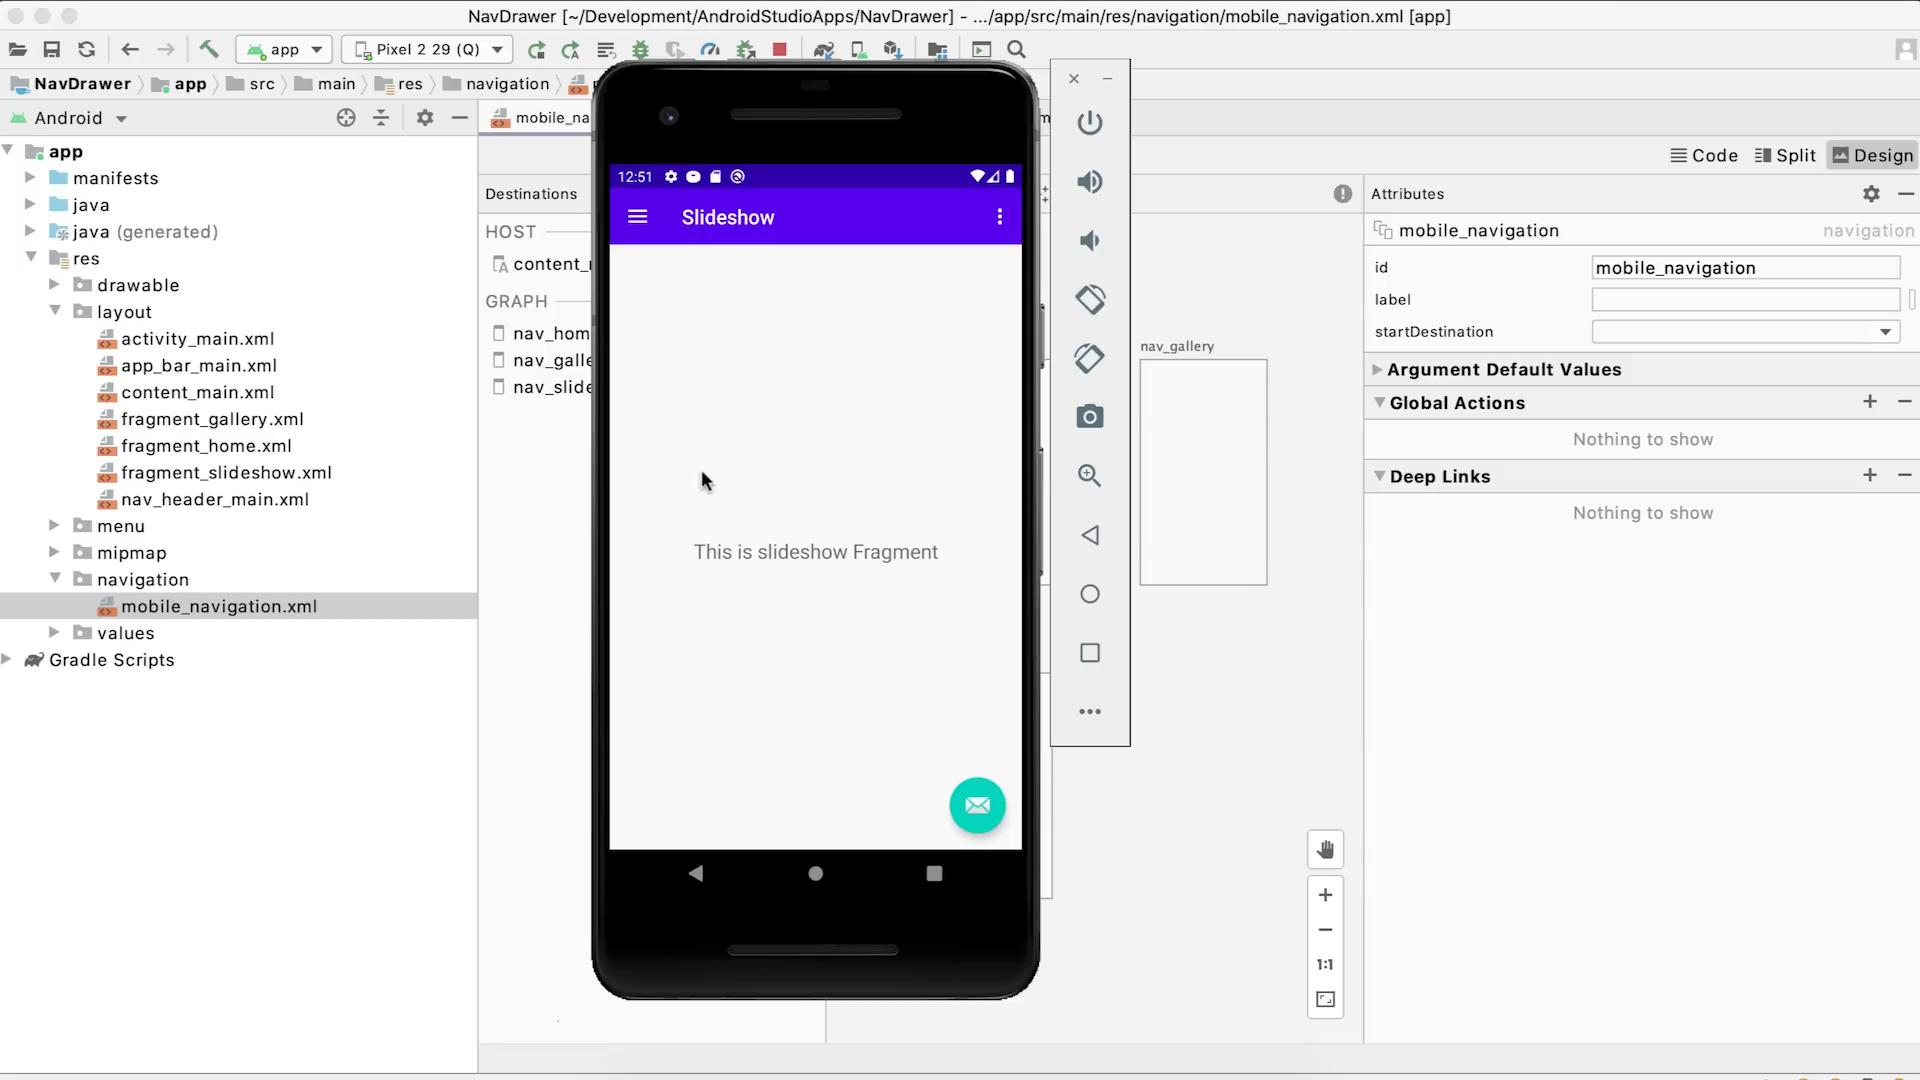 NavDrawer [~/Development/AndroidStudioApps/NavDrawer] - .../app/src/main/res/navigation/mobile_navigation.xml [app]
app
Pixel 2 29 (Q)
NavDrawer
app
src
main
res
navigation
Android
mobile_na
Code
Split
Design
app
manifests
java
java (generated)
res
drawable
layout
activity_main.xml
app_bar_main.xml
content_main.xml
fragment_gallery.xml
fragment_home.xml
fragment_slideshow.xml
nav_header_main.xml
menu
mipmap
navigation
mobile_navigation.xml
values
Gradle Scripts
Destinations
HOST
content_
GRAPH
nav_hom
nav_galle
nav_slide
12:51
Slideshow
This is slideshow Fragment
nav_gallery
1:1
Attributes
mobile_navigation
navigation
id
mobile_navigation
label
startDestination
Argument Default Values
Global Actions
Nothing to show
Deep Links
Nothing to show